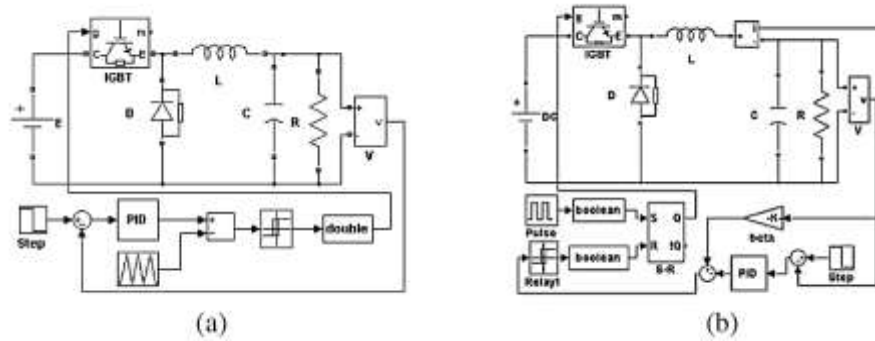 g m
C E
IGBT
L
E
D
C
R
+
-
V
v
Step
PID
double
(a)
g m
C E
IGBT
L
DC
D
C
R
+
-
V
v
Pulse
boolean
S Q
R !Q
S-R
Relay1
boolean
-K-
beta
PID
Step
(b)